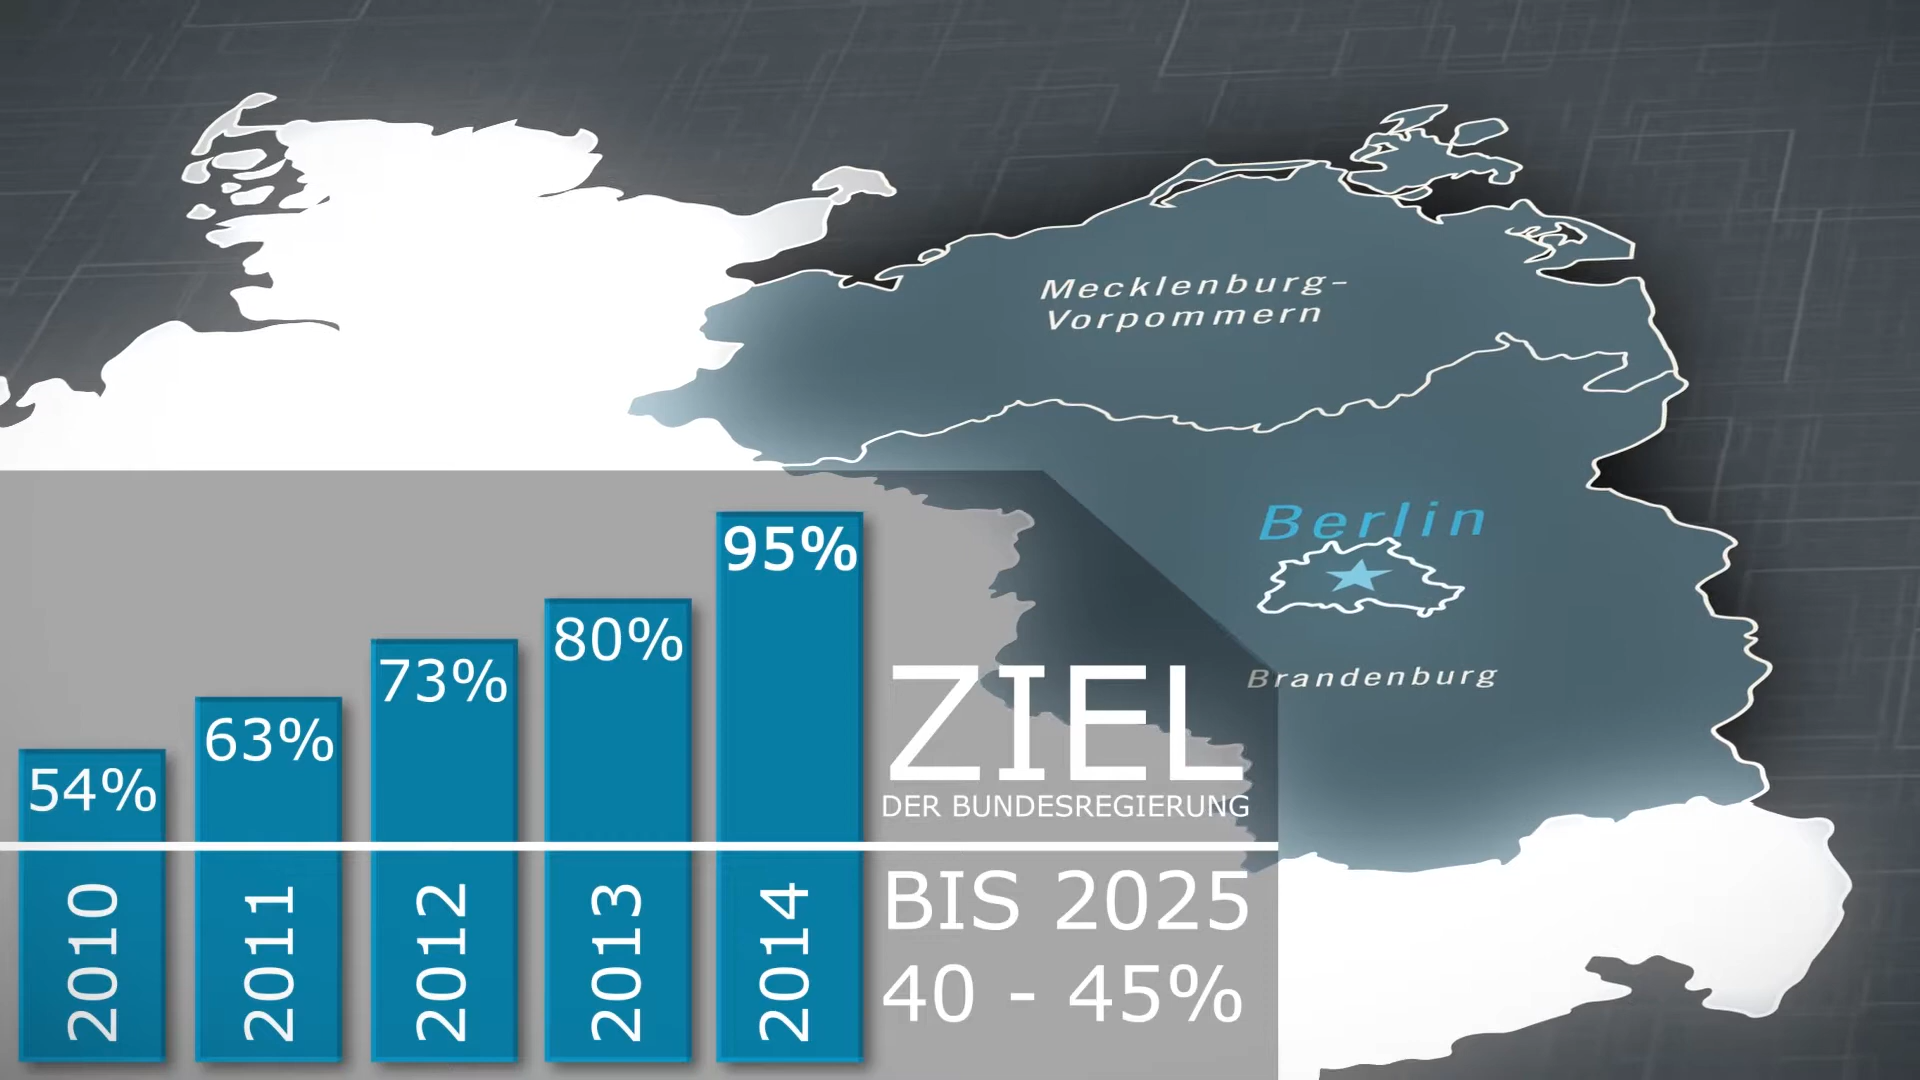 Mecklenburg-
Vorpommern
Berlin
Brandenburg
54%
63%
73%
80%
95%
2010
2011
2012
2013
2014
ZIEL
DER BUNDESREGIERUNG
BIS 2025
40 - 45%